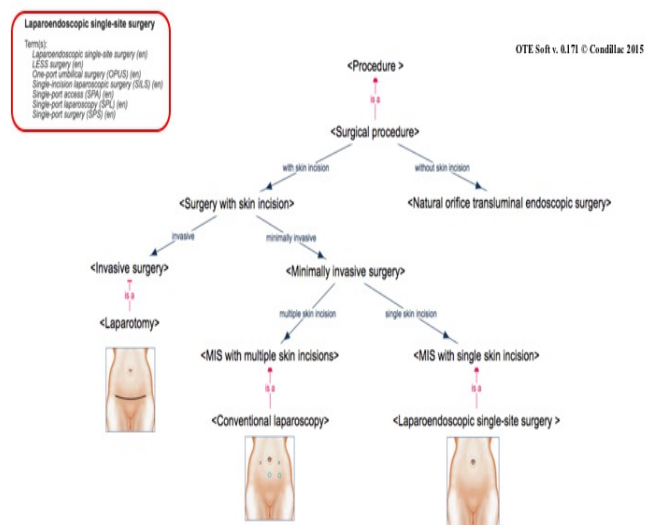 Laparoendoscopic single-site surgery
Term(s):
Laparoendoscopic single-site surgery (en)
LESS surgery (en)
One-port umbilical surgery (OPUS) (en)
Single-incision laparoscopic surgery (SILS) (en)
Single-port access (SPA) (en)
Single-port laparoscopy (SPL) (en)
Single-port surgery (SPS) (en)
OTE Soft v. 0.171 © Condillac 2015
<Procedure >
is a
<Surgical procedure>
with skin incision
without skin incision
<Surgery with skin incision>
<Natural orifice transluminal endoscopic surgery>
invasive
minimally invasive
<Invasive surgery>
<Minimally invasive surgery>
is a
multiple skin incision
single skin incision
<Laparotomy>
<MIS with multiple skin incisions>
<MIS with single skin incision>
is a
is a
<Conventional laparoscopy>
<Laparoendoscopic single-site surgery >